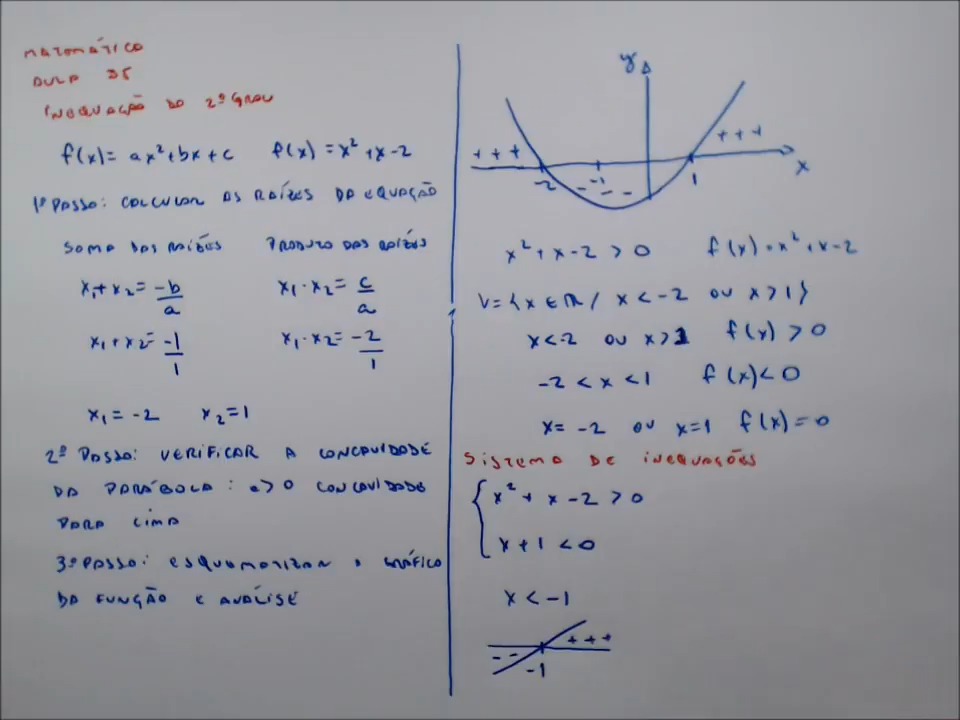 MATEMÁTICA
AULA 35
INEQUAÇÃO DO 2º GRAU
f(x) = ax²+bx+c f(x) = x²+x-2
1º PASSO: CALCULAR AS RAÍZES DA EQUAÇÃO
SOMA DAS RAÍZES PRODUTO DAS RAÍZES
x₁+x₂ = -b/a x₁·x₂ = c/a
x₁+x₂ = -1/1 x₁·x₂ = -2/1
x₁ = -2 x₂ = 1
2º PASSO: VERIFICAR A CONCAVIDADE
DA PARÁBOLA: a>0 CONCAVIDADE
PARA CIMA
3º PASSO: ESQUEMATIZAR O GRÁFICO
DA FUNÇÃO E ANÁLISE
y
+ + + + + +
-2 - -1 - - - 1 x
x²+x-2 > 0 f(x) = x²+x-2
V = {x ∈ ℝ / x < -2 ou x > 1}
x<-2 ou x>1 f(x) > 0
-2 < x < 1 f(x) < 0
x = -2 ou x = 1 f(x) = 0
SISTEMA DE INEQUAÇÕES
{ x² + x - 2 > 0
x + 1 < 0
x < -1
- - + + +
-1